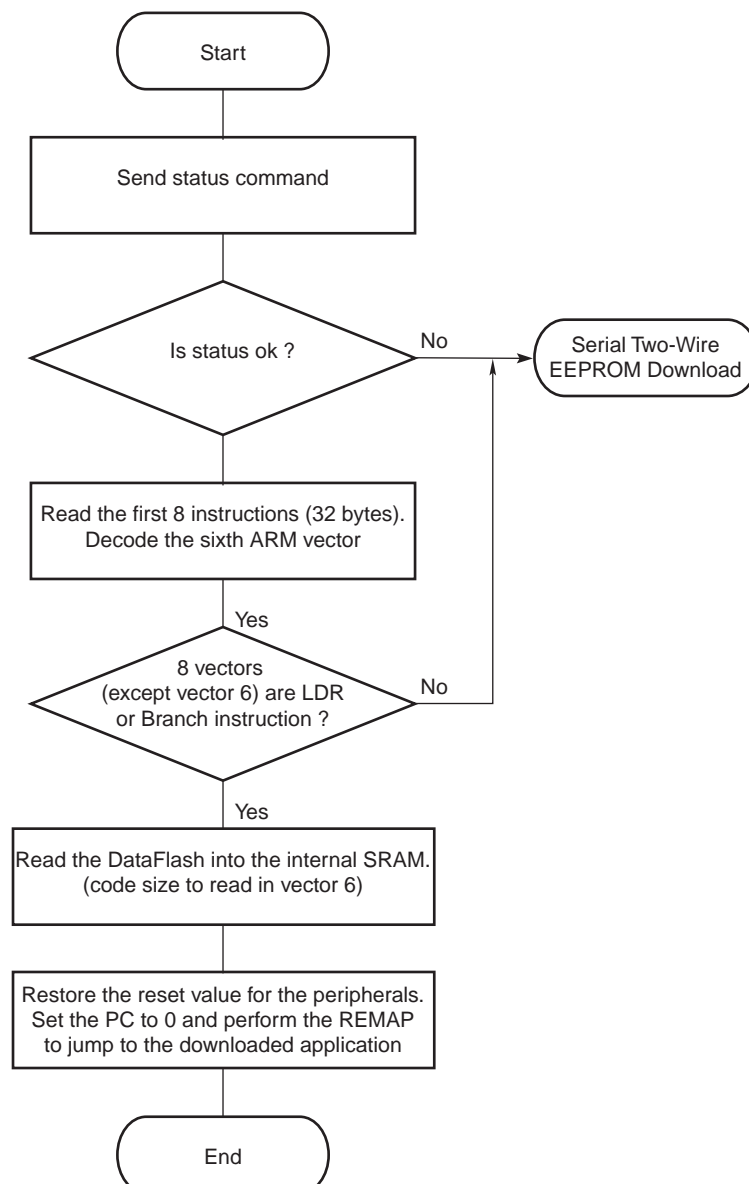 Start
Send status command
Is status ok ?
No
Serial Two-Wire
EEPROM Download
Read the first 8 instructions (32 bytes).
Decode the sixth ARM vector
Yes
8 vectors
(except vector 6) are LDR
or Branch instruction ?
No
Yes
Read the DataFlash into the internal SRAM.
(code size to read in vector 6)
Restore the reset value for the peripherals.
Set the PC to 0 and perform the REMAP
to jump to the downloaded application
End